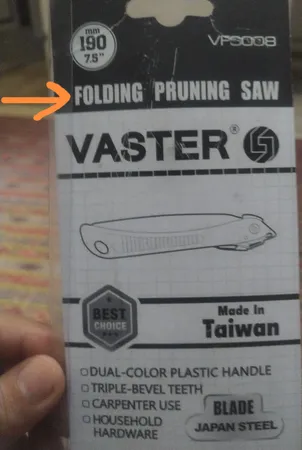 mm
190
7.5"
VPS008
FOLDING PRUNING SAW
VASTER®
BEST
CHOICE
Made In
Taiwan
DUAL-COLOR PLASTIC HANDLE
TRIPLE-BEVEL TEETH
CARPENTER USE
HOUSEHOLD
HARDWARE
BLADE
JAPAN STEEL